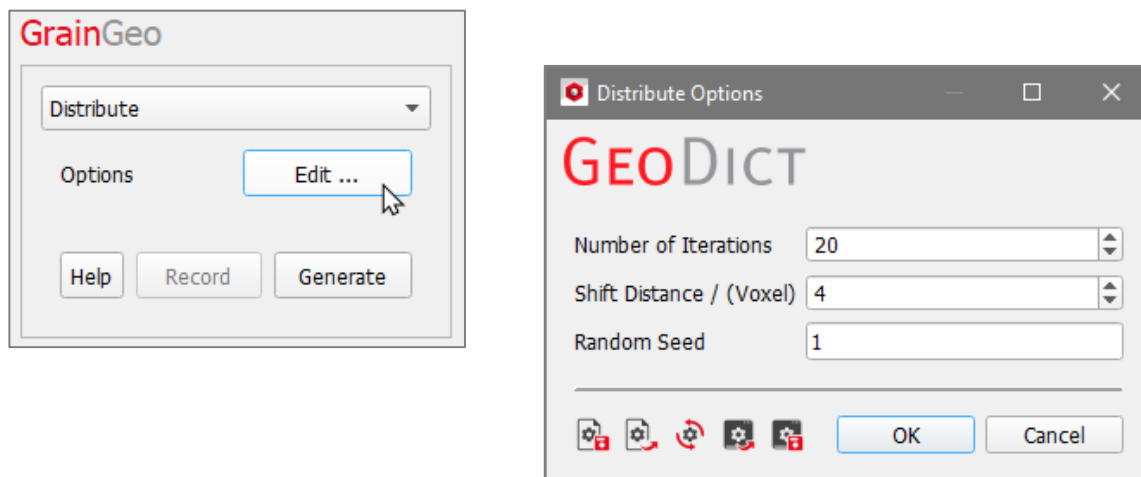 GrainGeo
Distribute
Options Edit ...
Help Record Generate
Distribute Options
GEODICT
Number of Iterations 20
Shift Distance / (Voxel) 4
Random Seed 1
OK Cancel